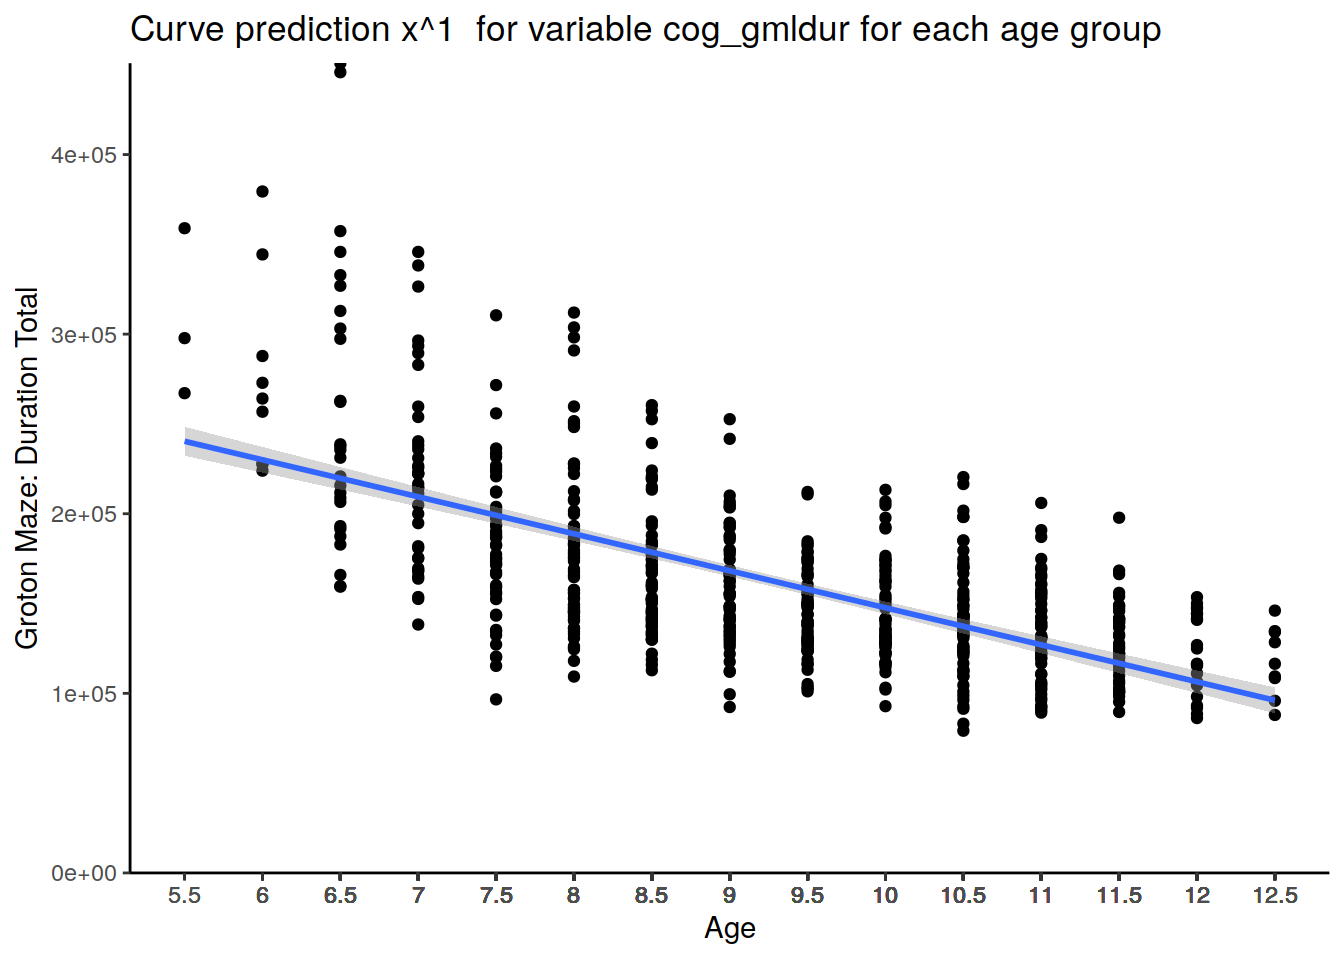 Curve prediction x^1  for variable cog_gmldur for each age group
Groton Maze: Duration Total
4e+05
3e+05
2e+05
1e+05
0e+00
5.5 6 6.5 7 7.5 8 8.5 9 9.5 10 10.5 11 11.5 12 12.5
Age